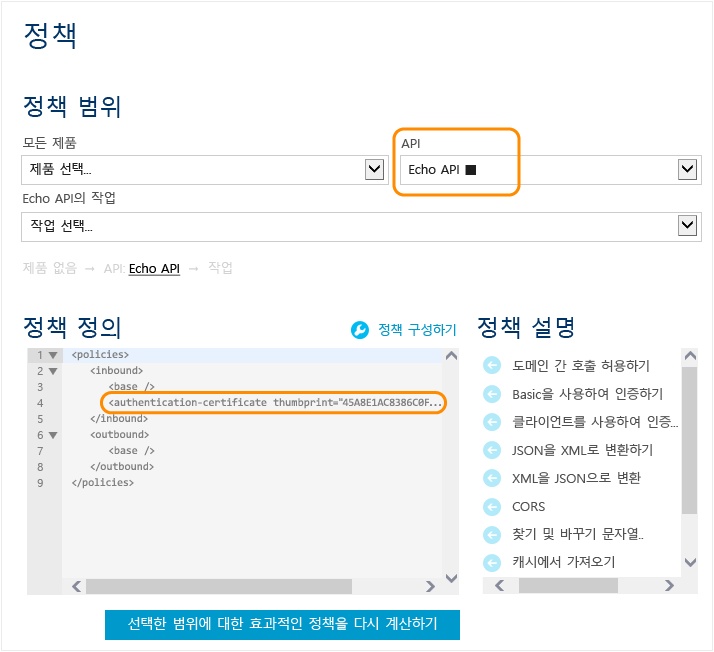 정책
정책 범위
모든 제품
API
제품 선택...
Echo API ■
Echo API의 작업
작업 선택...
제품 없음 → API: Echo API → 작업
정책 정의
정책 구성하기
1 <policies>
2 <inbound>
3 <base />
4 <authentication-certificate thumbprint="45A8E1AC8386C0F...
5 </inbound>
6 <outbound>
7 <base />
8 </outbound>
9 </policies>
정책 설명
도메인 간 호출 허용하기
Basic을 사용하여 인증하기
클라이언트를 사용하여 인증...
JSON을 XML로 변환하기
XML을 JSON으로 변환
CORS
찾기 및 바꾸기 문자열..
캐시에서 가져오기
선택한 범위에 대한 효과적인 정책을 다시 계산하기